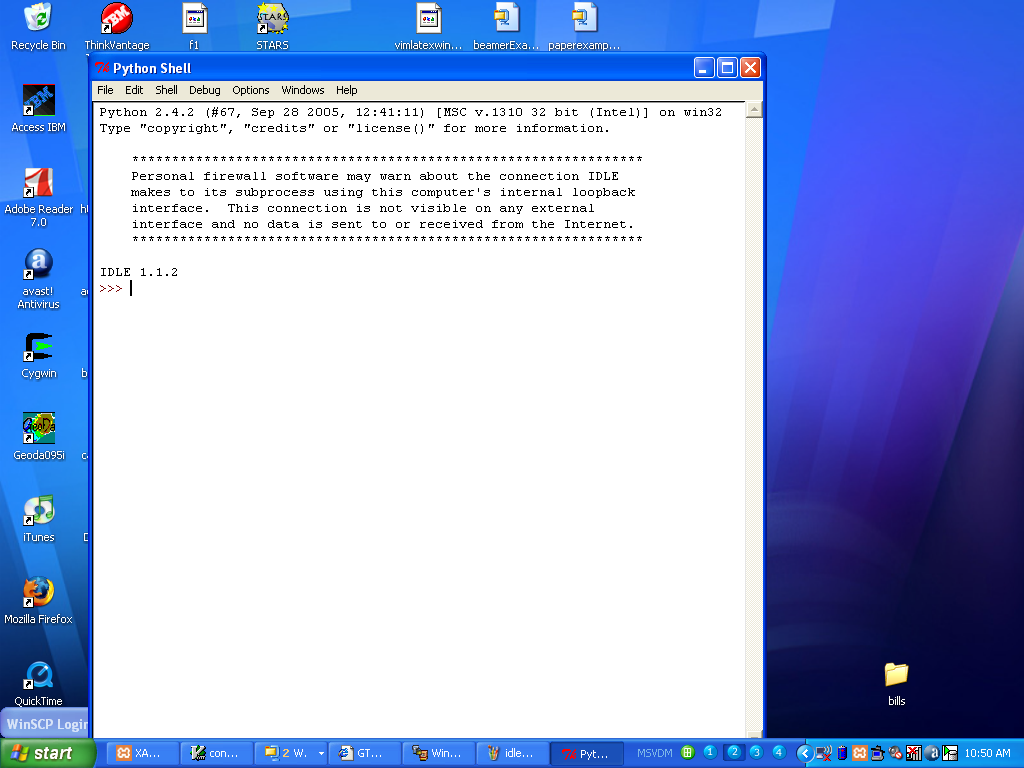 Recycle Bin
ThinkVantage
f1
STARS
vimlatexwin...
beamerExa...
paperexamp...
Python Shell
File Edit Shell Debug Options Windows Help
Python 2.4.2 (#67, Sep 28 2005, 12:41:11) [MSC v.1310 32 bit (Intel)] on win32
Type "copyright", "credits" or "license()" for more information.
****************************************************************
Personal firewall software may warn about the connection IDLE
makes to its subprocess using this computer's internal loopback
interface.  This connection is not visible on any external
interface and no data is sent to or received from the Internet.
****************************************************************
IDLE 1.1.2
>>>
Access IBM
Adobe Reader
7.0
avast!
Antivirus
Cygwin
Geoda095i
iTunes
Mozilla Firefox
QuickTime
bills
WinSCP Login
start
XA...
con...
2 W.
GT...
Win...
idle...
Pyt...
MSVDM
1
2
3
4
10:50 AM